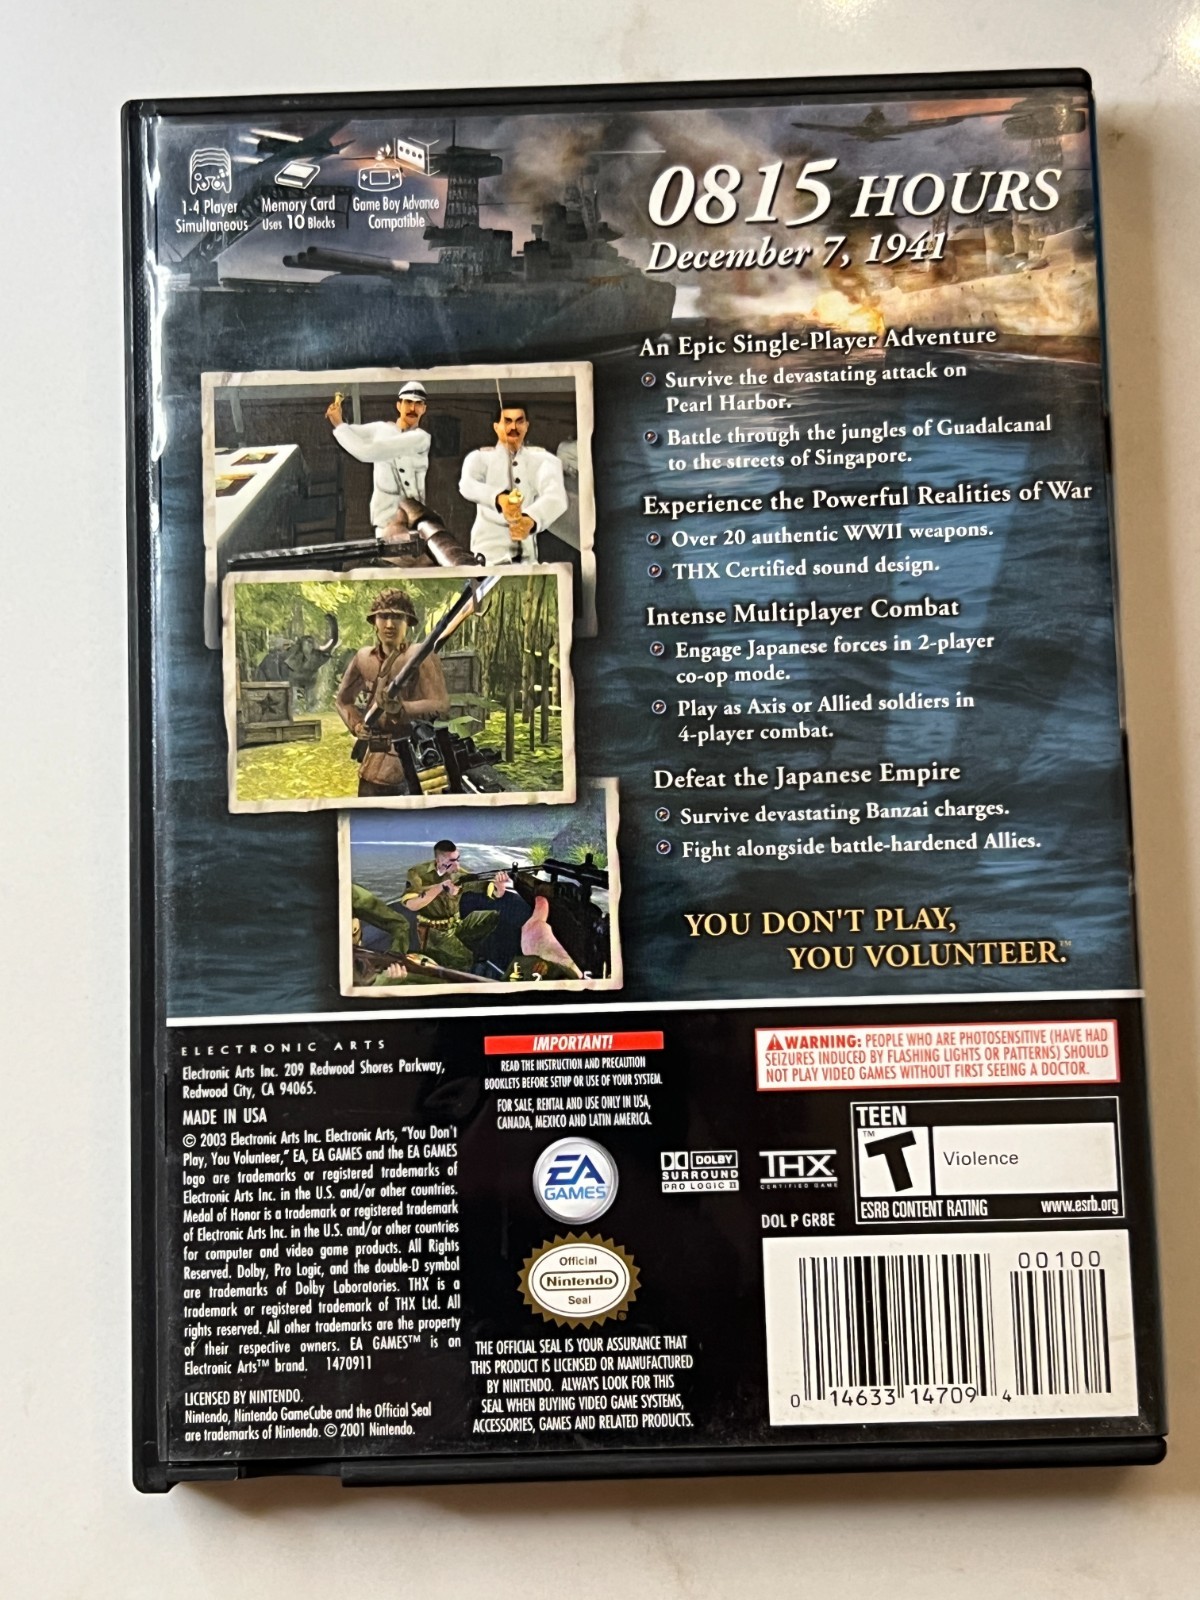 1-4 Player
Simultaneous
Memory Card
Uses 10 Blocks
Game Boy Advance
Compatible
0815 HOURS
December 7, 1941
An Epic Single-Player Adventure
Survive the devastating attack on
Pearl Harbor.
Battle through the jungles of Guadalcanal
to the streets of Singapore.
Experience the Powerful Realities of War
Over 20 authentic WWII weapons.
THX Certified sound design.
Intense Multiplayer Combat
Engage Japanese forces in 2-player
co-op mode.
Play as Axis or Allied soldiers in
4-player combat.
Defeat the Japanese Empire
Survive devastating Banzai charges.
Fight alongside battle-hardened Allies.
YOU DON'T PLAY,
YOU VOLUNTEER.™
ELECTRONIC ARTS
Electronic Arts Inc. 209 Redwood Shores Parkway,
Redwood City, CA 94065.
MADE IN USA
© 2003 Electronic Arts Inc. Electronic Arts, "You Don't
Play, You Volunteer," EA, EA GAMES and the EA GAMES
logo are trademarks or registered trademarks of
Electronic Arts Inc. in the U.S. and/or other countries.
Medal of Honor is a trademark or registered trademark
of Electronic Arts Inc. in the U.S. and/or other countries
for computer and video game products. All Rights
Reserved. Dolby, Pro Logic, and the double-D symbol
are trademarks of Dolby Laboratories. THX is a
trademark or registered trademark of THX Ltd. All
rights reserved. All other trademarks are the property
of their respective owners. EA GAMES™ is an
Electronic Arts™ brand. 1470911
LICENSED BY NINTENDO.
Nintendo, Nintendo GameCube and the Official Seal
are trademarks of Nintendo. © 2001 Nintendo.
IMPORTANT!
READ THE INSTRUCTION AND PRECAUTION
BOOKLETS BEFORE SETUP OR USE OF YOUR SYSTEM.
FOR SALE, RENTAL AND USE ONLY IN USA,
CANADA, MEXICO AND LATIN AMERICA.
EA
GAMES™
Official
Nintendo
Seal
THE OFFICIAL SEAL IS YOUR ASSURANCE THAT
THIS PRODUCT IS LICENSED OR MANUFACTURED
BY NINTENDO. ALWAYS LOOK FOR THIS
SEAL WHEN BUYING VIDEO GAME SYSTEMS,
ACCESSORIES, GAMES AND RELATED PRODUCTS.
WARNING: PEOPLE WHO ARE PHOTOSENSITIVE (HAVE HAD
SEIZURES INDUCED BY FLASHING LIGHTS OR PATTERNS) SHOULD
NOT PLAY VIDEO GAMES WITHOUT FIRST SEEING A DOCTOR.
DOLBY
SURROUND
PRO LOGIC II
THX
CERTIFIED GAME
DOL P GR8E
TEEN
T™
Violence
ESRB CONTENT RATING www.esrb.org
00100
0 14633 14709 4